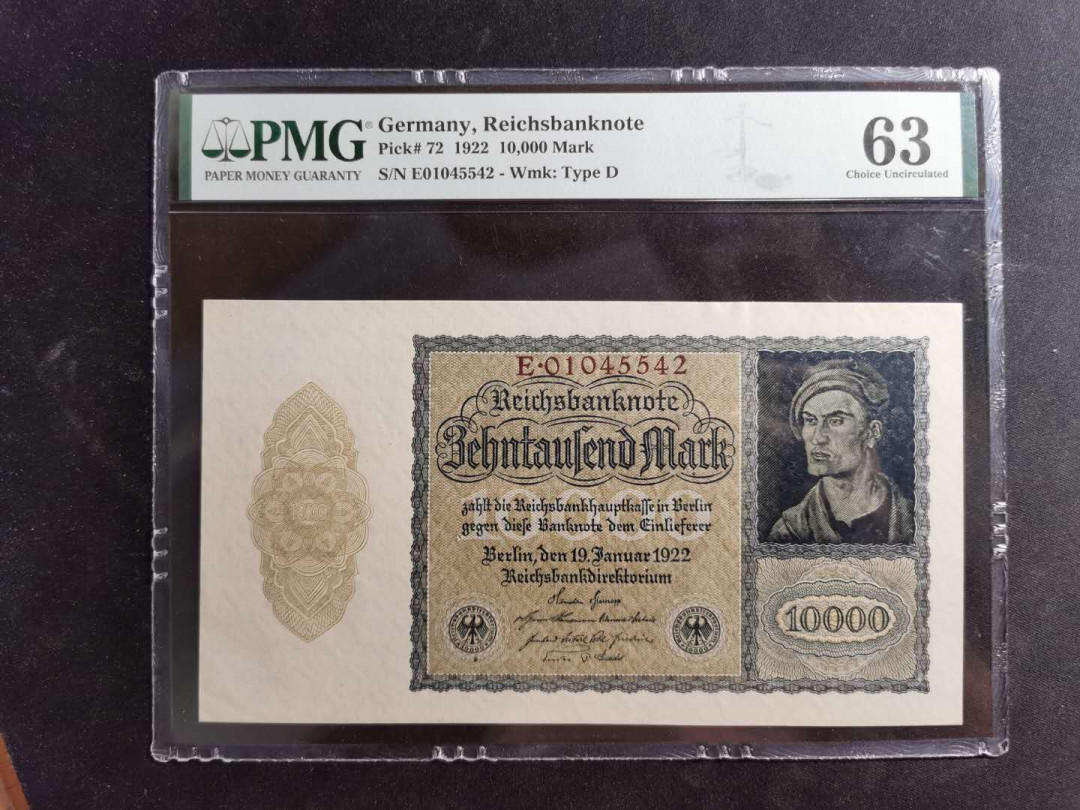 PMG® Germany, Reichsbanknote
Pick# 72 1922 10,000 Mark
PAPER MONEY GUARANTY S/N E01045542 - Wmk: Type D
63
Choice Uncirculated
E·01045542
Reichsbanknote
Zehntausend Mark
zahlt die Reichsbankhauptkasse in Berlin
gegen diese Banknote dem Einlieferer
Berlin, den 19. Januar 1922
Reichsbankdirektorium
10000